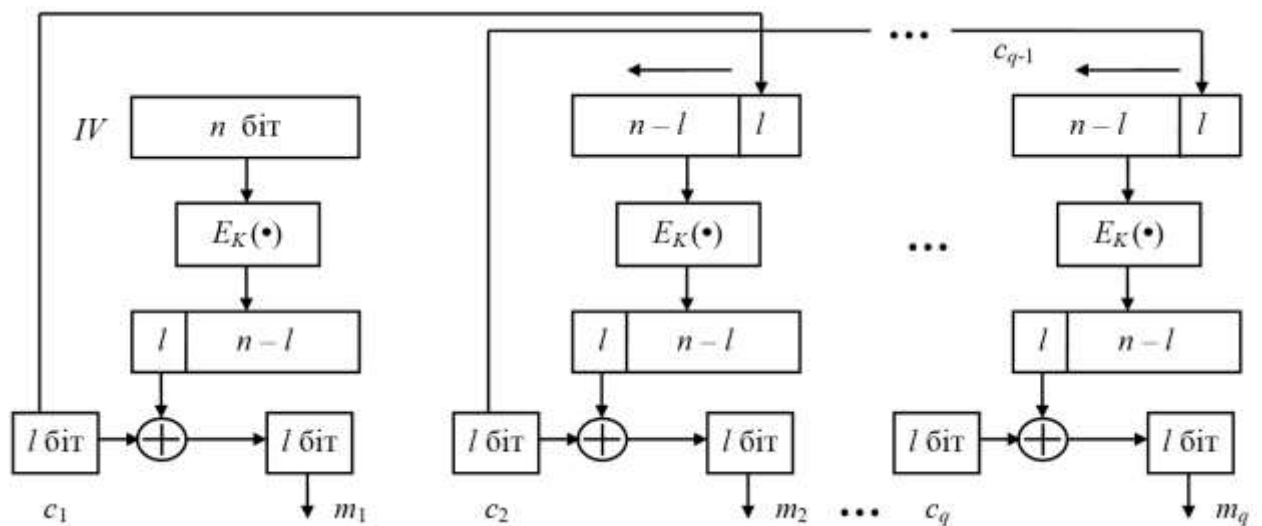 ••• c_{q-1}
IV n біт n – l l n – l l
E_K(•) E_K(•) ••• E_K(•)
l n – l l n – l l n – l
l біт l біт l біт l біт l біт l біт
c_1 m_1 c_2 m_2 ••• c_q m_q